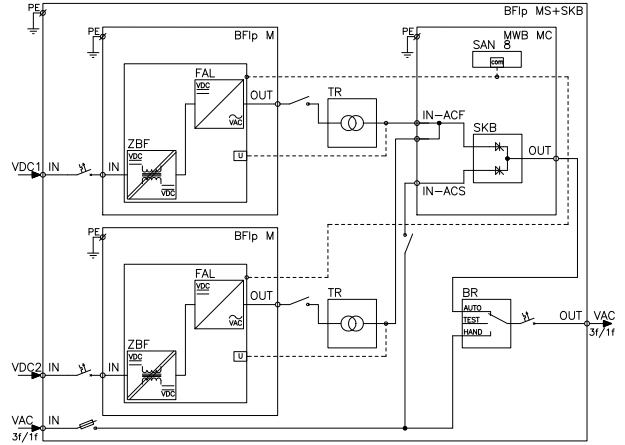 PE
BFIp MS+SKB
PE
BFIp M
PE
MWB MC
SAN 8
com
FAL
VDC
VAC
OUT
TR
IN-ACF
SKB
OUT
ZBF
VDC
VDC
U
VDC1
IN
IN
IN-ACS
PE
BFIp M
FAL
VDC
VAC
OUT
TR
BR
AUTO
TEST
HAND
OUT
VAC
3f/1f
ZBF
VDC
VDC
U
VDC2
IN
IN
VAC
IN
3f/1f